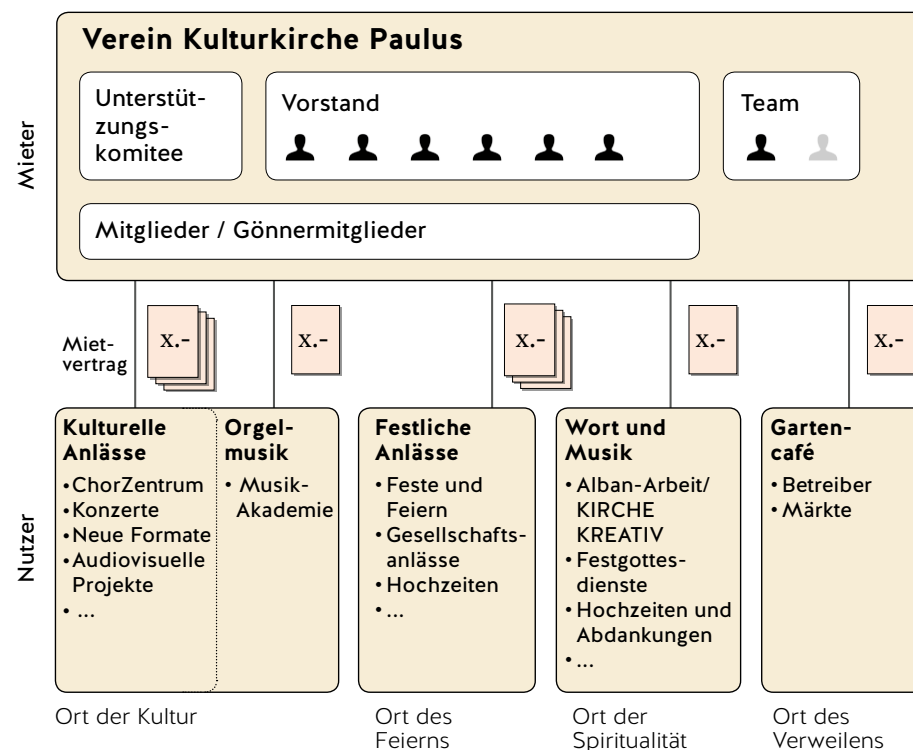 Verein Kulturkirche Paulus
Mieter
Unterstüt-
zungs-
komitee
Vorstand
Team
Mitglieder / Gönnermitglieder
Miet-
vertrag
x.-
x.-
x.-
x.-
x.-
Nutzer
Kulturelle
Anlässe
• ChorZentrum
• Konzerte
• Neue Formate
• Audiovisuelle
Projekte
• ...
Orgel-
musik
• Musik-
Akademie
Festliche
Anlässe
• Feste und
Feiern
• Gesellschafts-
anlässe
• Hochzeiten
• ...
Wort und
Musik
• Alban-Arbeit/
KIRCHE
KREATIV
• Festgottes-
dienste
• Hochzeiten und
Abdankungen
• ...
Garten-
café
• Betreiber
• Märkte
Ort der Kultur
Ort des
Feierns
Ort der
Spiritualität
Ort des
Verweilens